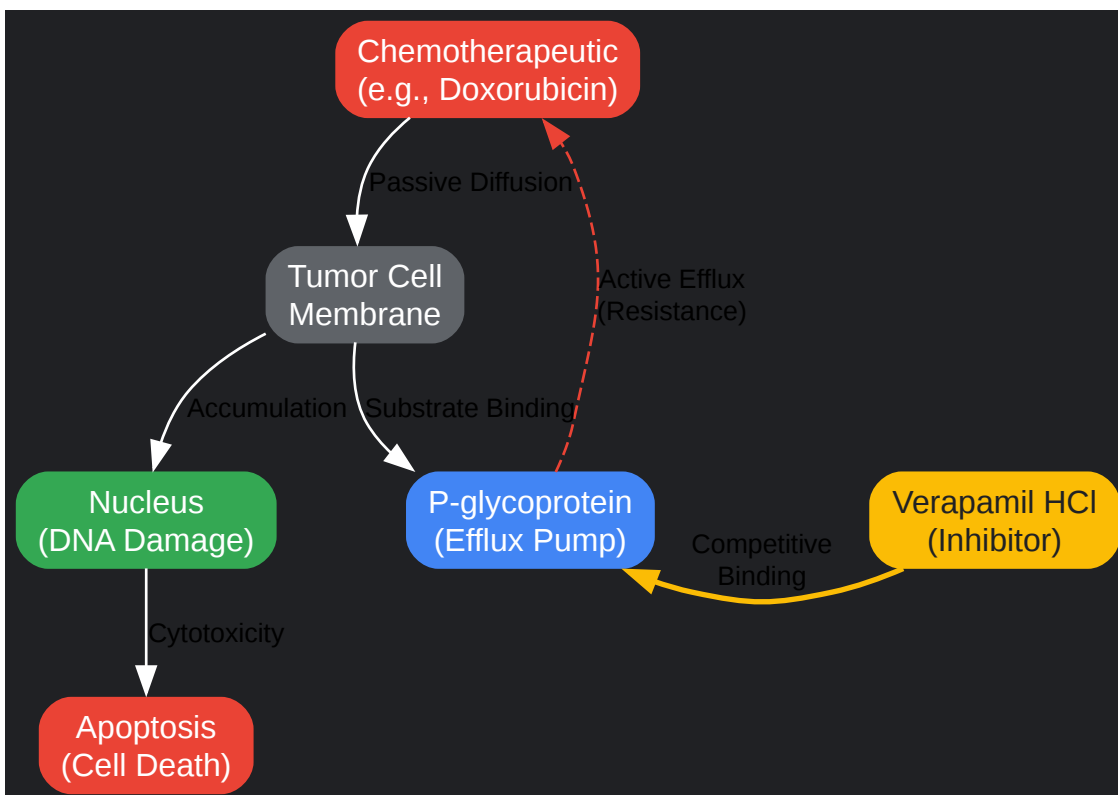 Chemotherapeutic
(e.g., Doxorubicin)
Passive Diffusion
Tumor Cell
Membrane
Active Efflux
(Resistance)
Accumulation
Substrate Binding
Nucleus
(DNA Damage)
P-glycoprotein
(Efflux Pump)
Verapamil HCl
(Inhibitor)
Competitive
Binding
Cytotoxicity
Apoptosis
(Cell Death)